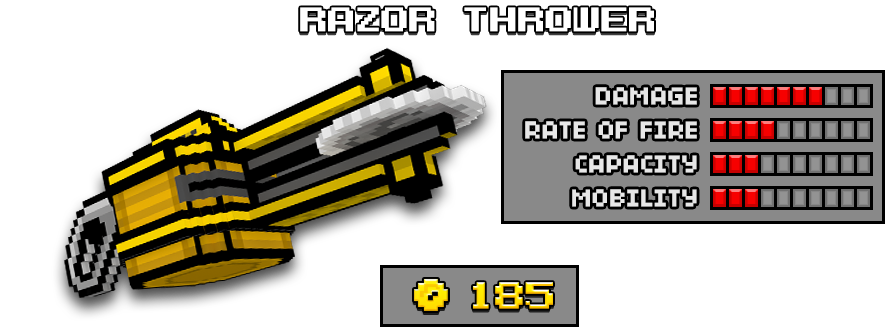 RAZOR THROWER
DAMAGE
RATE OF FIRE
CAPACITY
MOBILITY
185